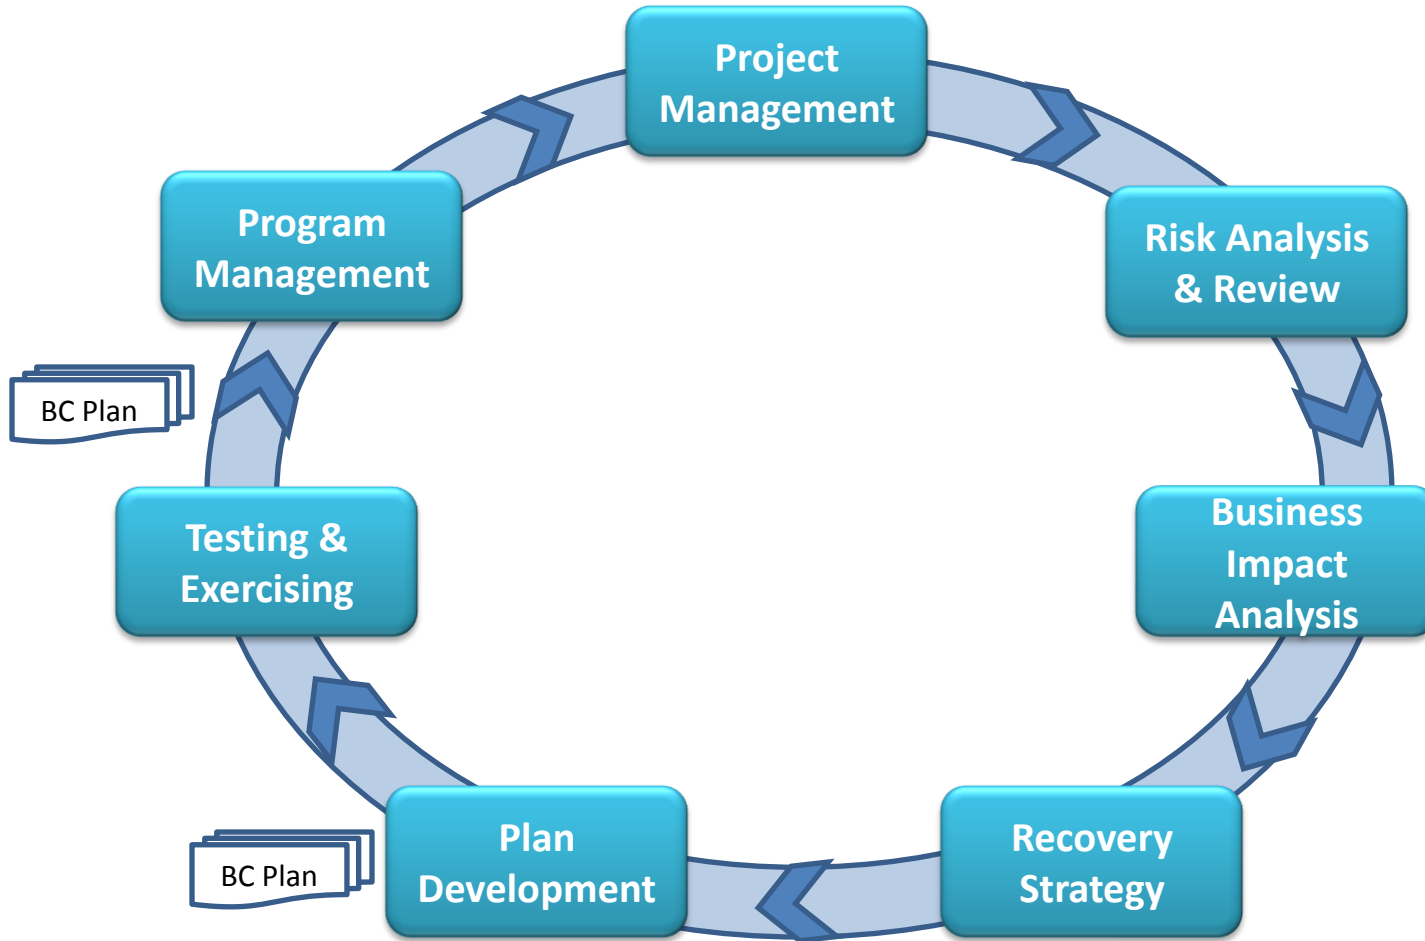 Project
Management
Risk Analysis
& Review
Business
Impact
Analysis
Recovery
Strategy
Plan
Development
BC Plan
Testing &
Exercising
BC Plan
Program
Management